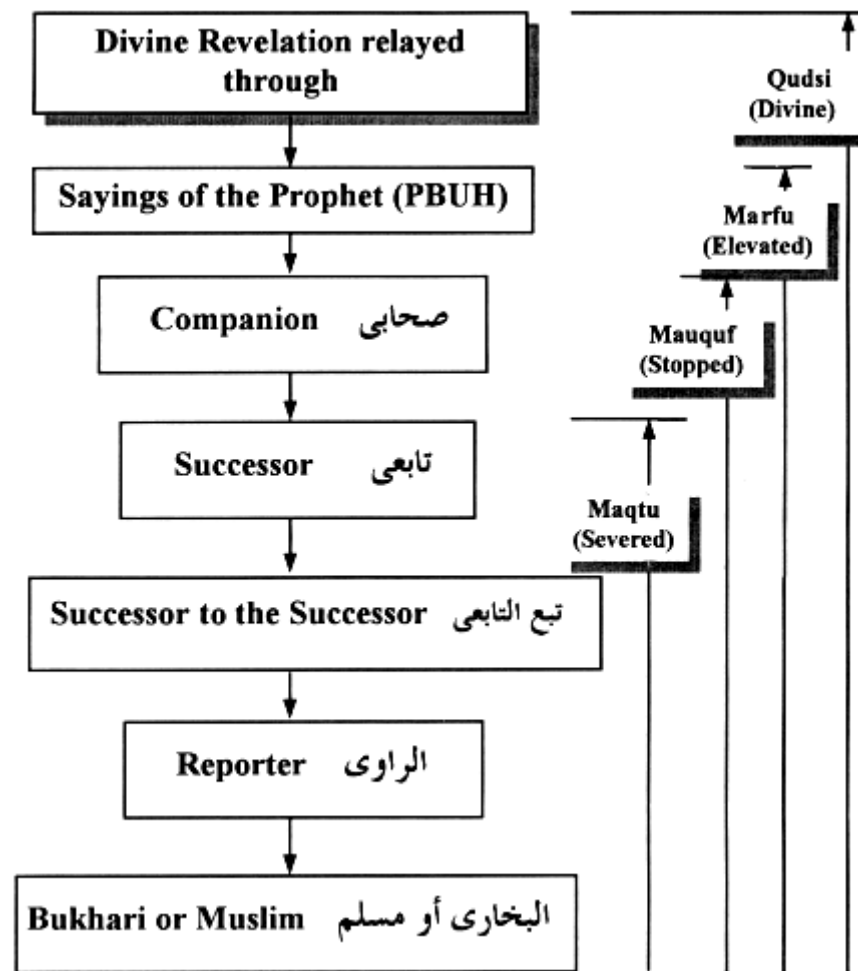 Divine Revelation relayed
through
Sayings of the Prophet (PBUH)
Companion صحابى
Successor تابعى
Successor to the Successor تبع التابعى
Reporter الراوى
Bukhari or Muslim البخارى أو مسلم
Qudsi
(Divine)
Marfu
(Elevated)
Mauquf
(Stopped)
Maqtu
(Severed)